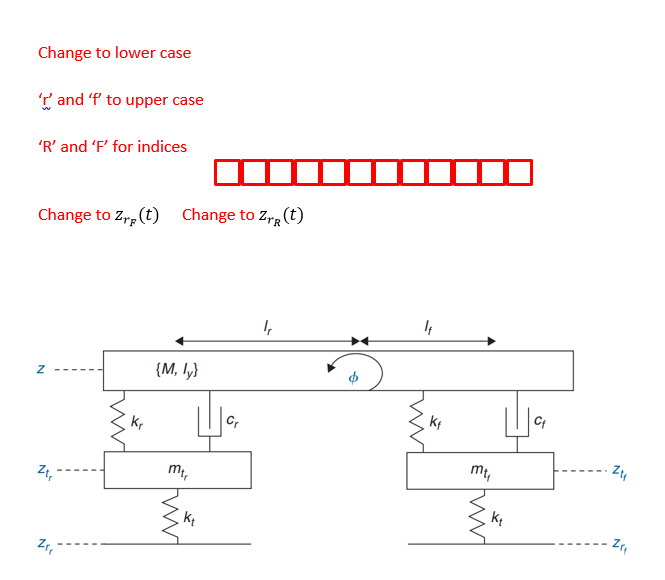 Change to lower case
‘r’ and ‘f’ to upper case
‘R’ and ‘F’ for indices
Change to z_{r_F}(t) Change to z_{r_R}(t)
l_r l_f
z {M, I_y} ϕ
k_r c_r k_f c_f
z_{t_r} m_{t_r} m_{t_f} z_{t_f}
k_t k_t
z_{r_r} z_{r_f}